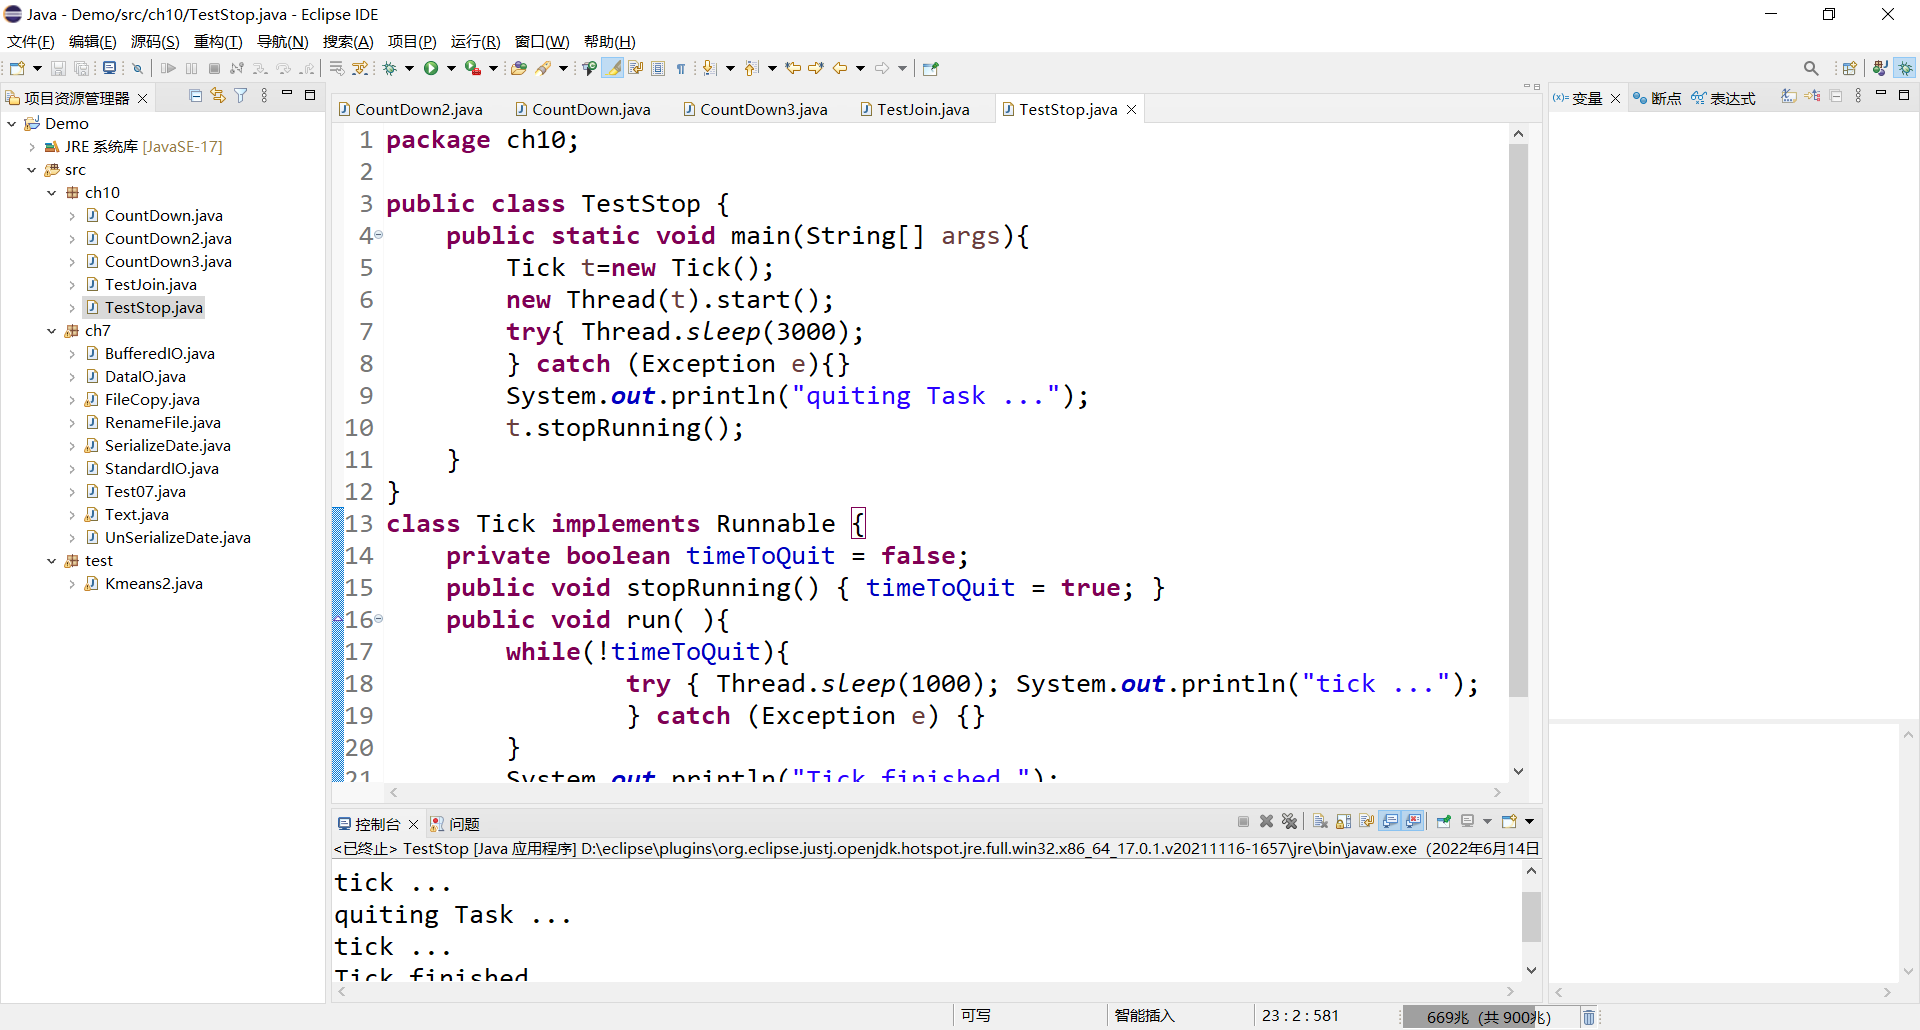 Java - Demo/src/ch10/TestStop.java - Eclipse IDE
文件(F) 编辑(E) 源码(S) 重构(T) 导航(N) 搜索(A) 项目(P) 运行(R) 窗口(W) 帮助(H)
项目资源管理器
Demo
JRE 系统库 [JavaSE-17]
src
ch10
CountDown.java
CountDown2.java
CountDown3.java
TestJoin.java
TestStop.java
ch7
BufferedIO.java
DataIO.java
FileCopy.java
RenameFile.java
SerializeDate.java
StandardIO.java
Test07.java
Text.java
UnSerializeDate.java
test
Kmeans2.java
CountDown2.java CountDown.java CountDown3.java TestJoin.java TestStop.java
1 package ch10;
2
3 public class TestStop {
4 public static void main(String[] args){
5 Tick t=new Tick();
6 new Thread(t).start();
7 try{ Thread.sleep(3000);
8 } catch (Exception e){}
9 System.out.println("quiting Task ...");
10 t.stopRunning();
11 }
12 }
13 class Tick implements Runnable {
14 private boolean timeToQuit = false;
15 public void stopRunning() { timeToQuit = true; }
16 public void run( ){
17 while(!timeToQuit){
18 try { Thread.sleep(1000); System.out.println("tick ...");
19 } catch (Exception e) {}
20 }
21 System.out.println("Tick finished.");
(x)= 变量 断点 表达式
控制台 问题
<已终止> TestStop [Java 应用程序] D:\eclipse\plugins\org.eclipse.justj.openjdk.hotspot.jre.full.win32.x86_64_17.0.1.v20211116-1657\jre\bin\javaw.exe (2022年6月14日
tick ...
quiting Task ...
tick ...
Tick finished
可写 智能插入 23 : 2 : 581 669兆 (共 900兆)